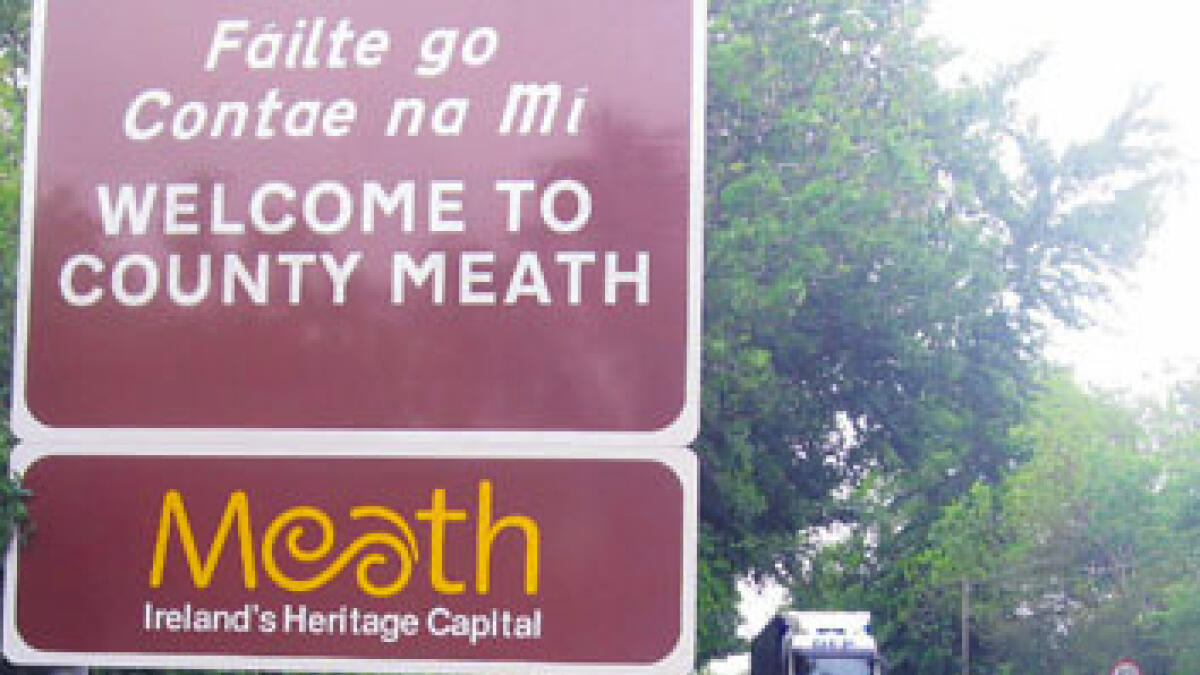 Fáilte go
Contae na Mí
WELCOME TO
COUNTY MEATH
Meath
Ireland's Heritage Capital